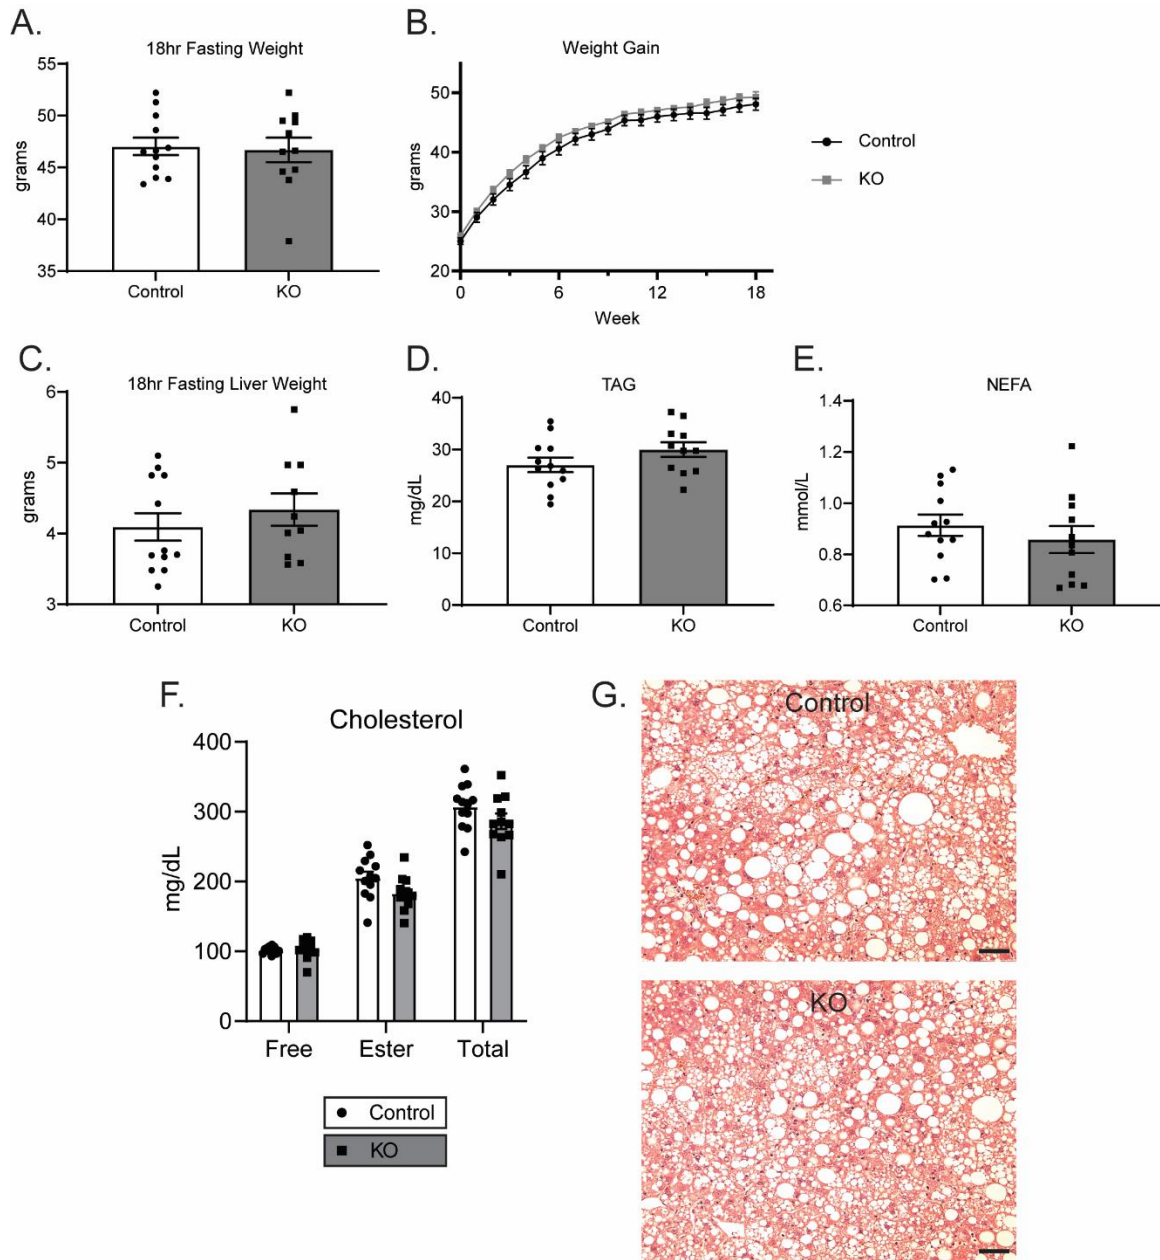 A.
18hr Fasting Weight
55
50
45
40
35
grams
Control
KO
B.
Weight Gain
50
40
30
20
grams
0
6
12
18
Week
Control
KO
C.
18hr Fasting Liver Weight
6
5
4
3
grams
Control
KO
D.
TAG
40
30
20
10
0
mg/dL
Control
KO
E.
NEFA
1.4
1.2
1.0
0.8
0.6
mmol/L
Control
KO
F.
Cholesterol
400
300
200
100
0
mg/dL
Free
Ester
Total
Control
KO
G.
Control
KO